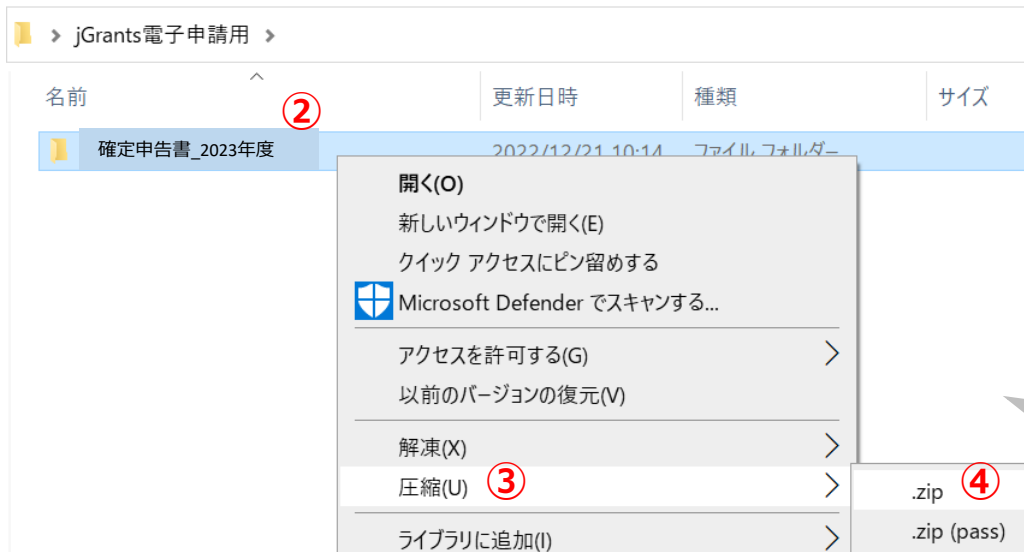 jGrants電子申請用
名前 更新日時 種類 サイズ
②
確定申告書_2023年度 2022/12/21 10:14 ファイル フォルダー
開く(O)
新しいウィンドウで開く(E)
クイック アクセスにピン留めする
Microsoft Defender でスキャンする...
アクセスを許可する(G)
以前のバージョンの復元(V)
解凍(X)
圧縮(U) ③
.zip ④
.zip (pass)
ライブラリに追加(I)